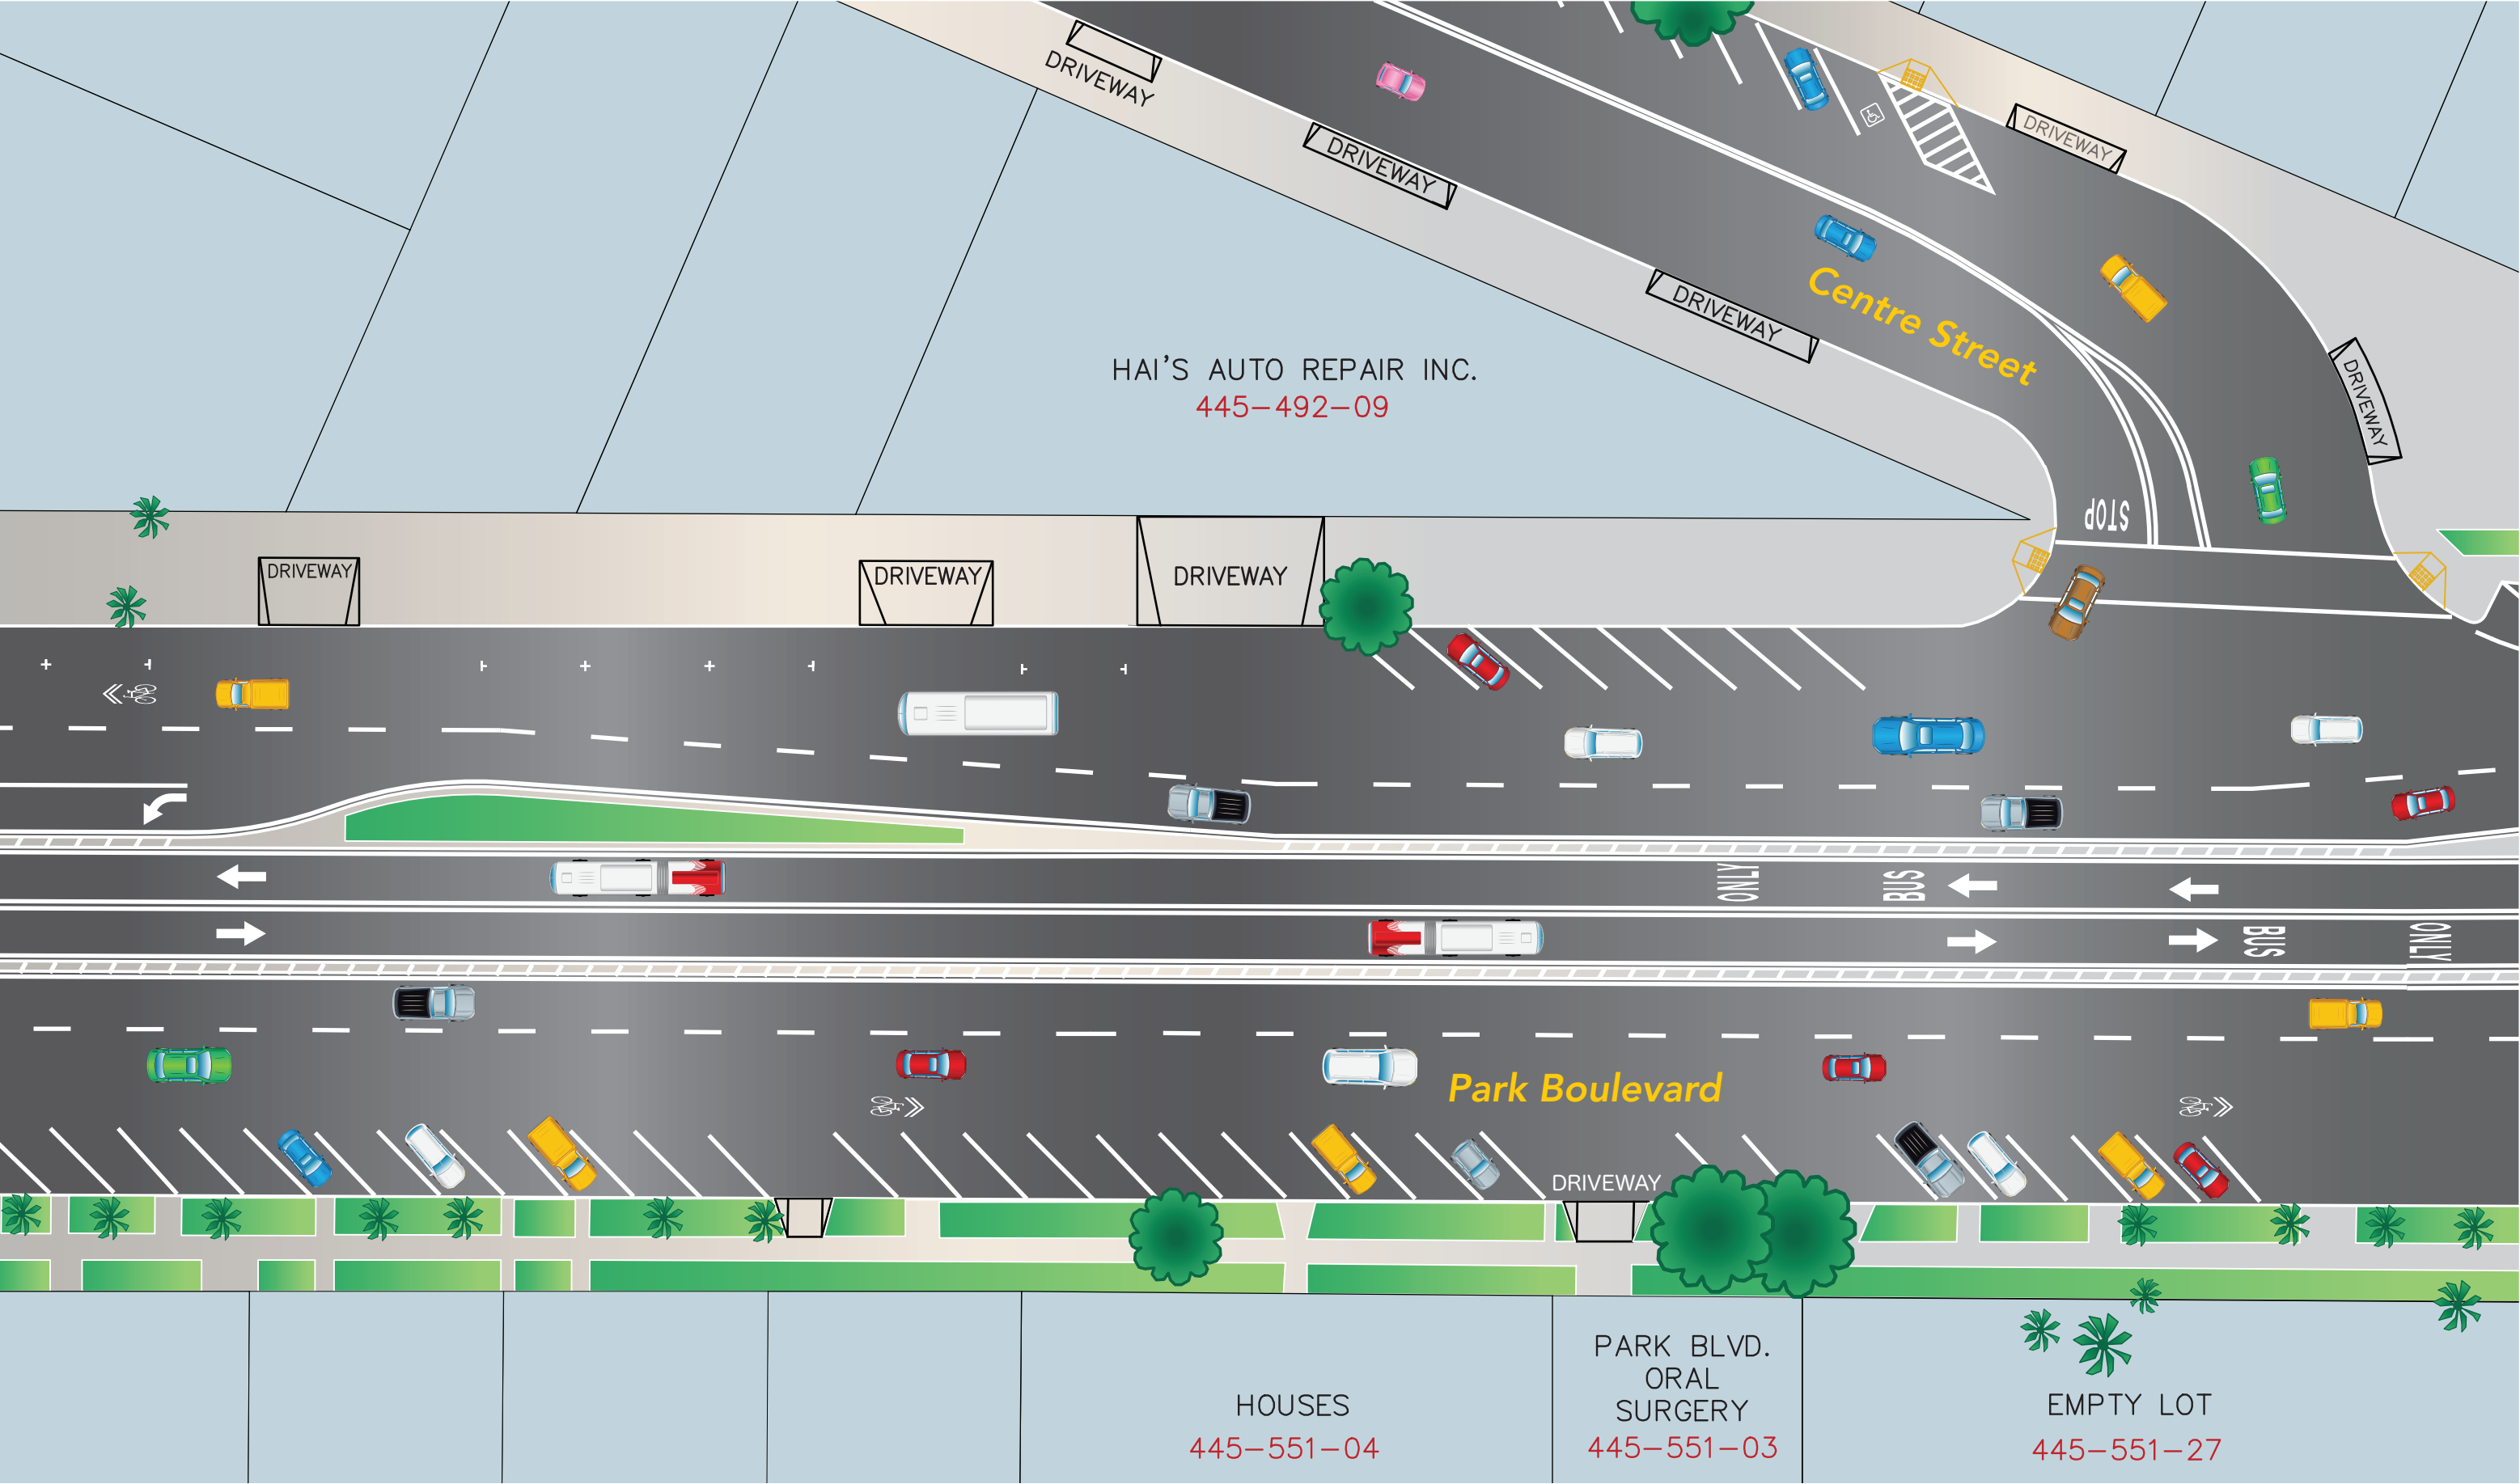 DRIVEWAY
DRIVEWAY
DRIVEWAY
DRIVEWAY
DRIVEWAY
Centre Street
HAI'S AUTO REPAIR INC.
445-492-09
STOP
DRIVEWAY
DRIVEWAY
DRIVEWAY
ONLY
BUS
BUS
ONLY
Park Boulevard
DRIVEWAY
PARK BLVD.
ORAL
SURGERY
445-551-03
HOUSES
445-551-04
EMPTY LOT
445-551-27